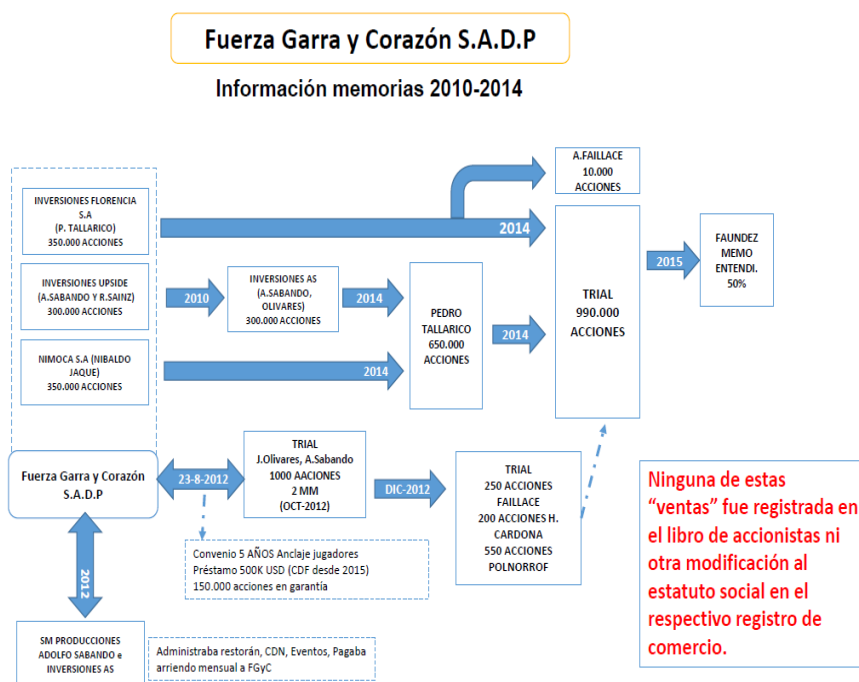 Fuerza Garra y Corazón S.A.D.P
Información memorias 2010-2014
A.FAILLACE
10.000
ACCIONES
INVERSIONES FLORENCIA
S.A
(P. TALLARICO)
350.000 ACCIONES
2014
TRIAL
990.000
ACCIONES
2015
FAUNDEZ
MEMO
ENTENDI.
50%
INVERSIONES UPSIDE
(A.SABANDO Y R.SAINZ)
300.000 ACCIONES
2010
INVERSIONES AS
(A.SABANDO,
OLIVARES)
300.000 ACCIONES
2014
PEDRO
TALLARICO
650.000
ACCIONES
2014
NIMOCA S.A (NIBALDO
JAQUE)
350.000 ACCIONES
2014
Fuerza Garra y Corazón
S.A.D.P
23-8-2012
TRIAL
J.Olivares, A.Sabando
1000 AACIONES
2 MM
(OCT-2012)
DIC-2012
TRIAL
250 ACCIONES
FAILLACE
200 ACCIONES H.
CARDONA
550 ACCIONES
POLNORROF
Ninguna de estas
“ventas” fue registrada en
el libro de accionistas ni
otra modificación al
estatuto social en el
respectivo registro de
comercio.
Convenio 5 AÑOS Anclaje jugadores
Préstamo 500K USD (CDF desde 2015)
150.000 acciones en garantía
2012
SM PRODUCCIONES
ADOLFO SABANDO e
INVERSIONES AS
Administraba restorán, CDN, Eventos, Pagaba
arriendo mensual a FGyC